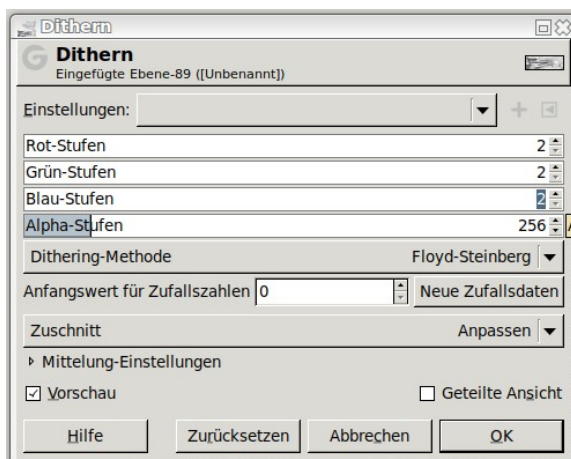 Dithern
Dithern
Eingefügte Ebene-89 ([Unbenannt])
Einstellungen:
Rot-Stufen 2
Grün-Stufen 2
Blau-Stufen 2
Alpha-Stufen 256
Dithering-Methode Floyd-Steinberg
Anfangswert für Zufallszahlen 0 Neue Zufallsdaten
Zuschnitt Anpassen
Mittelung-Einstellungen
Vorschau Geteilte Ansicht
Hilfe Zurücksetzen Abbrechen OK